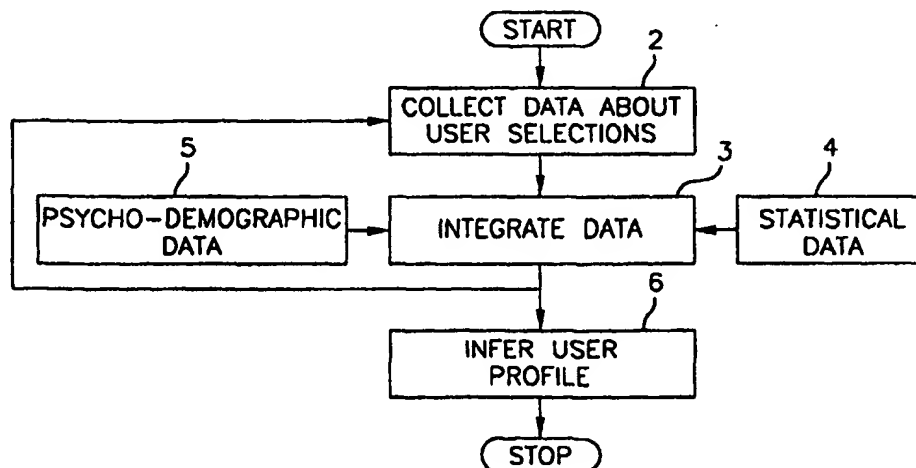 START
2
COLLECT DATA ABOUT
USER SELECTIONS
5
3
4
PSYCHO-DEMOGRAPHIC
DATA
INTEGRATE DATA
STATISTICAL
DATA
6
INFER USER
PROFILE
STOP